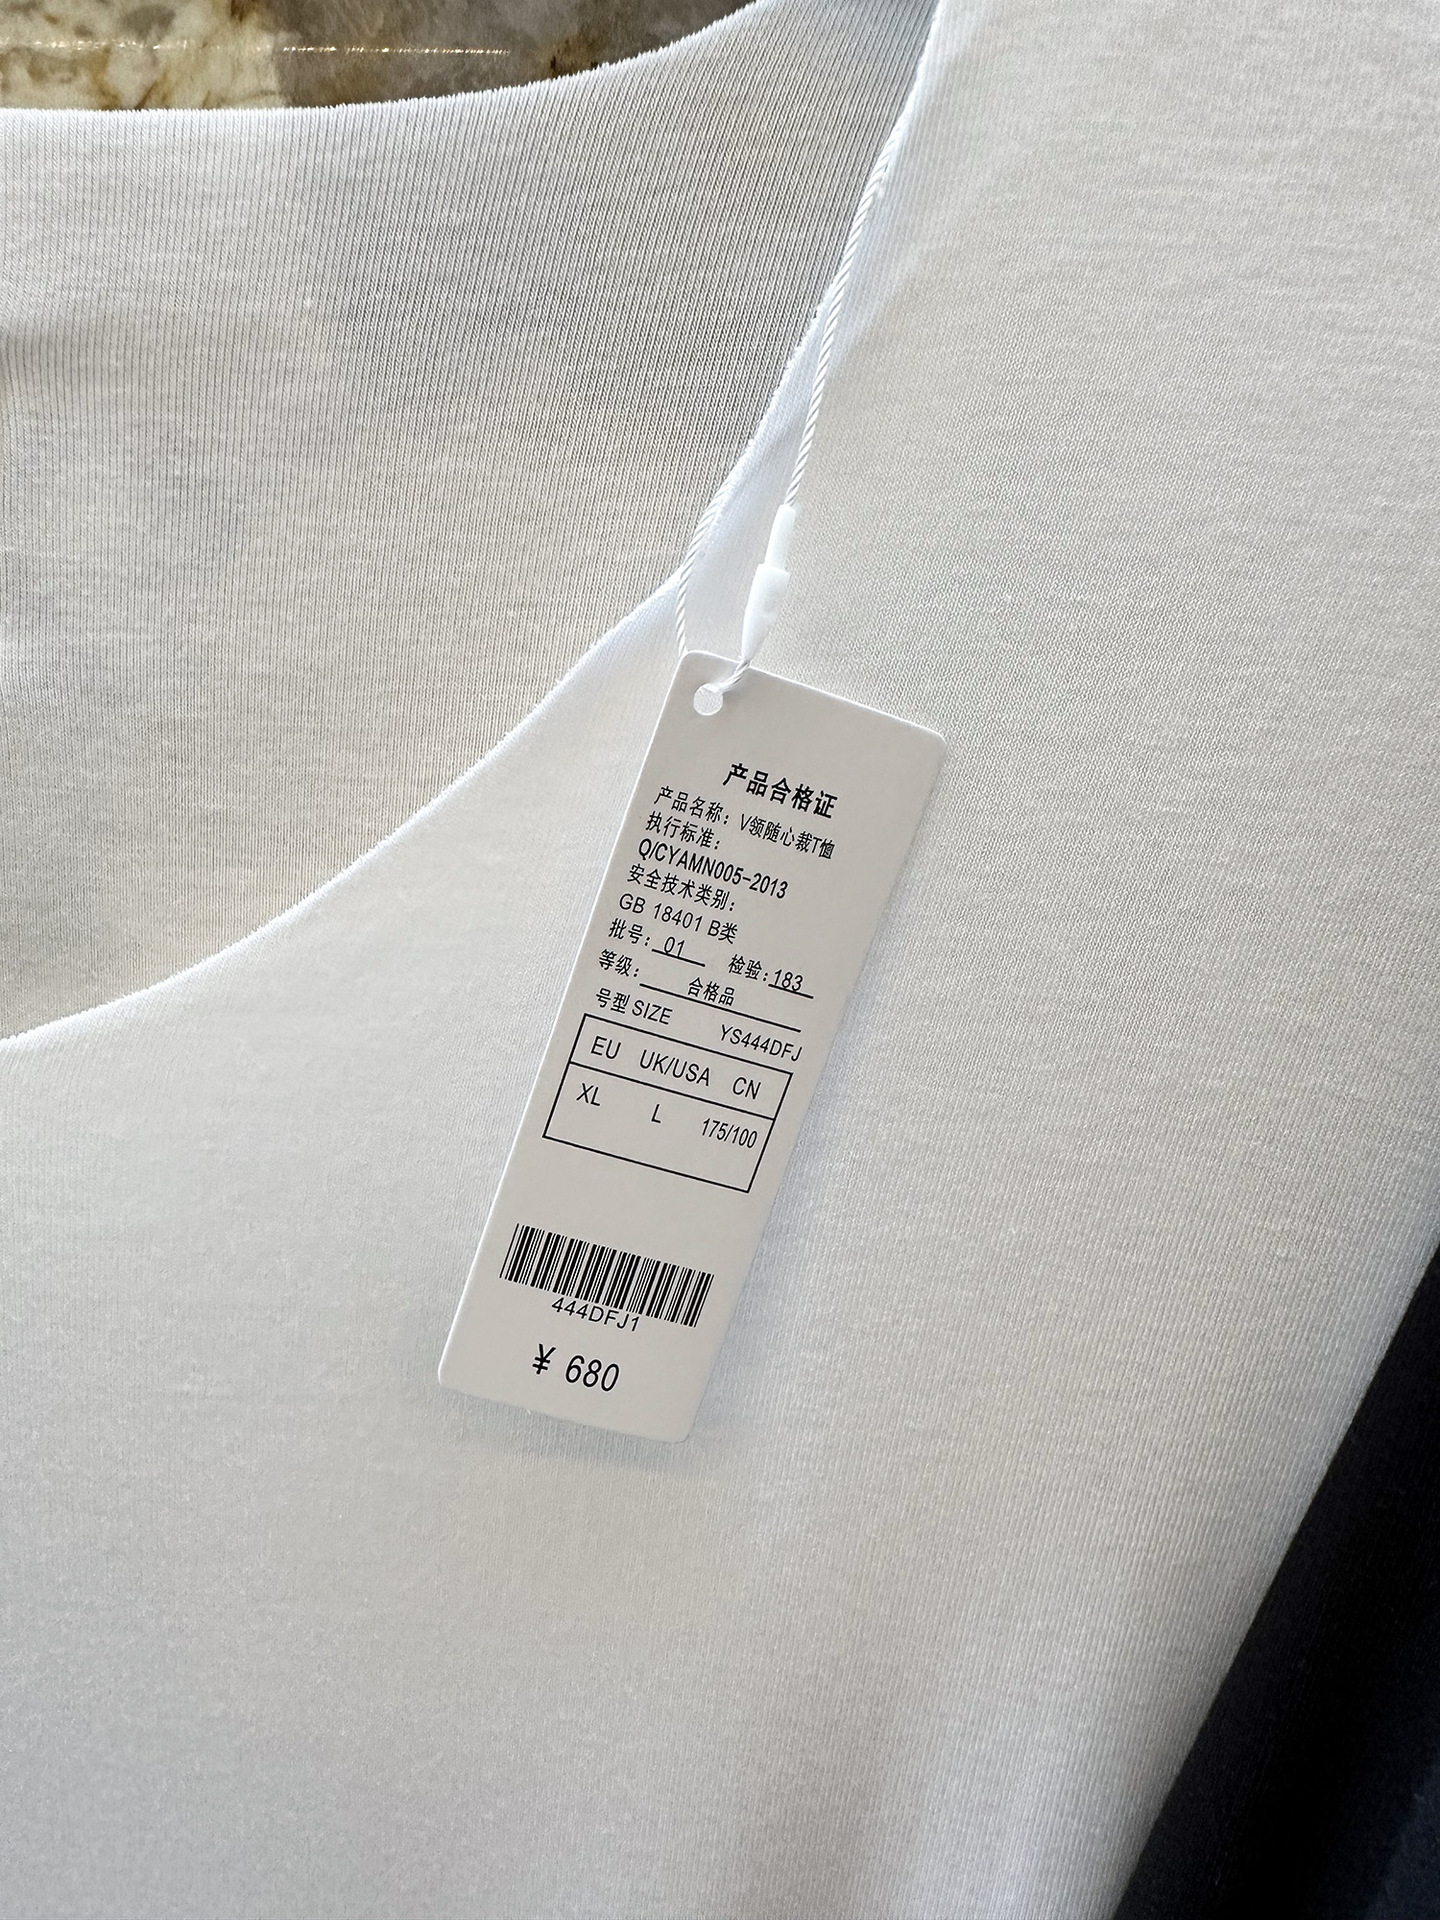 产品合格证
产品名称：V领随心裁T恤
执行标准：
Q/CYAMN005-2013
安全技术类别：
GB 18401 B类
批号：01 检验：183
等级：合格品
号型 SIZE YS444DFJ
EU UK/USA CN
XL L 175/100
444DFJ1
¥ 680